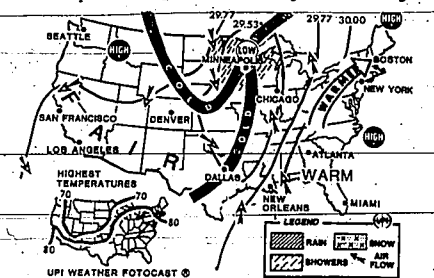 29.77
29.53
29.77
30.00
HIGH
SEATTLE
HIGH
LOW
MINNEAPOLIS
BOSTON
NEW YORK
WARMER
COLD
COLD
CHICAGO
SAN FRANCISCO
DENVER
AIR
LOS ANGELES
HIGH
ATLANTA
DALLAS
WARM
NEW ORLEANS
MIAMI
HIGHEST
TEMPERATURES
70
70
80
80
LEGEND
UPI
RAIN
SNOW
SHOWERS
AIR FLOW
UPI WEATHER FOTOCAST ®